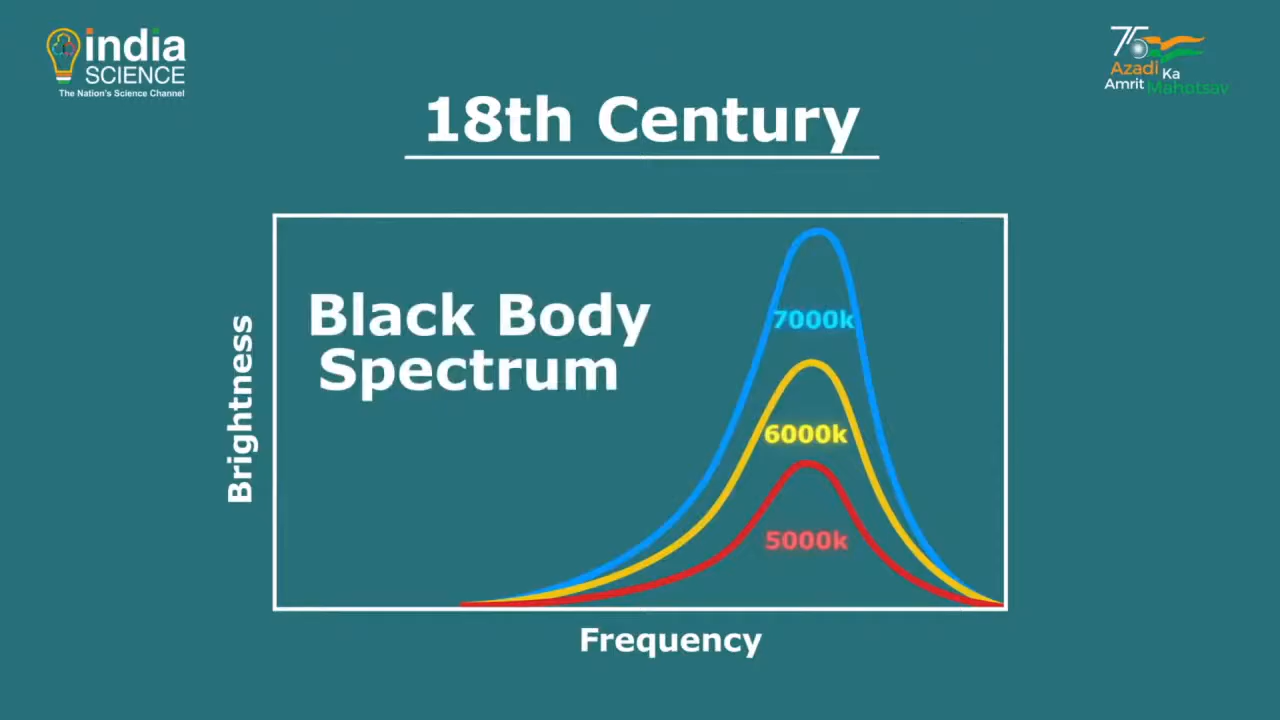 india
SCIENCE
The Nation's Science Channel
75
Azadi Ka
Amrit Mahotsav
18th Century
Black Body
Spectrum
7000k
6000k
5000k
Brightness
Frequency